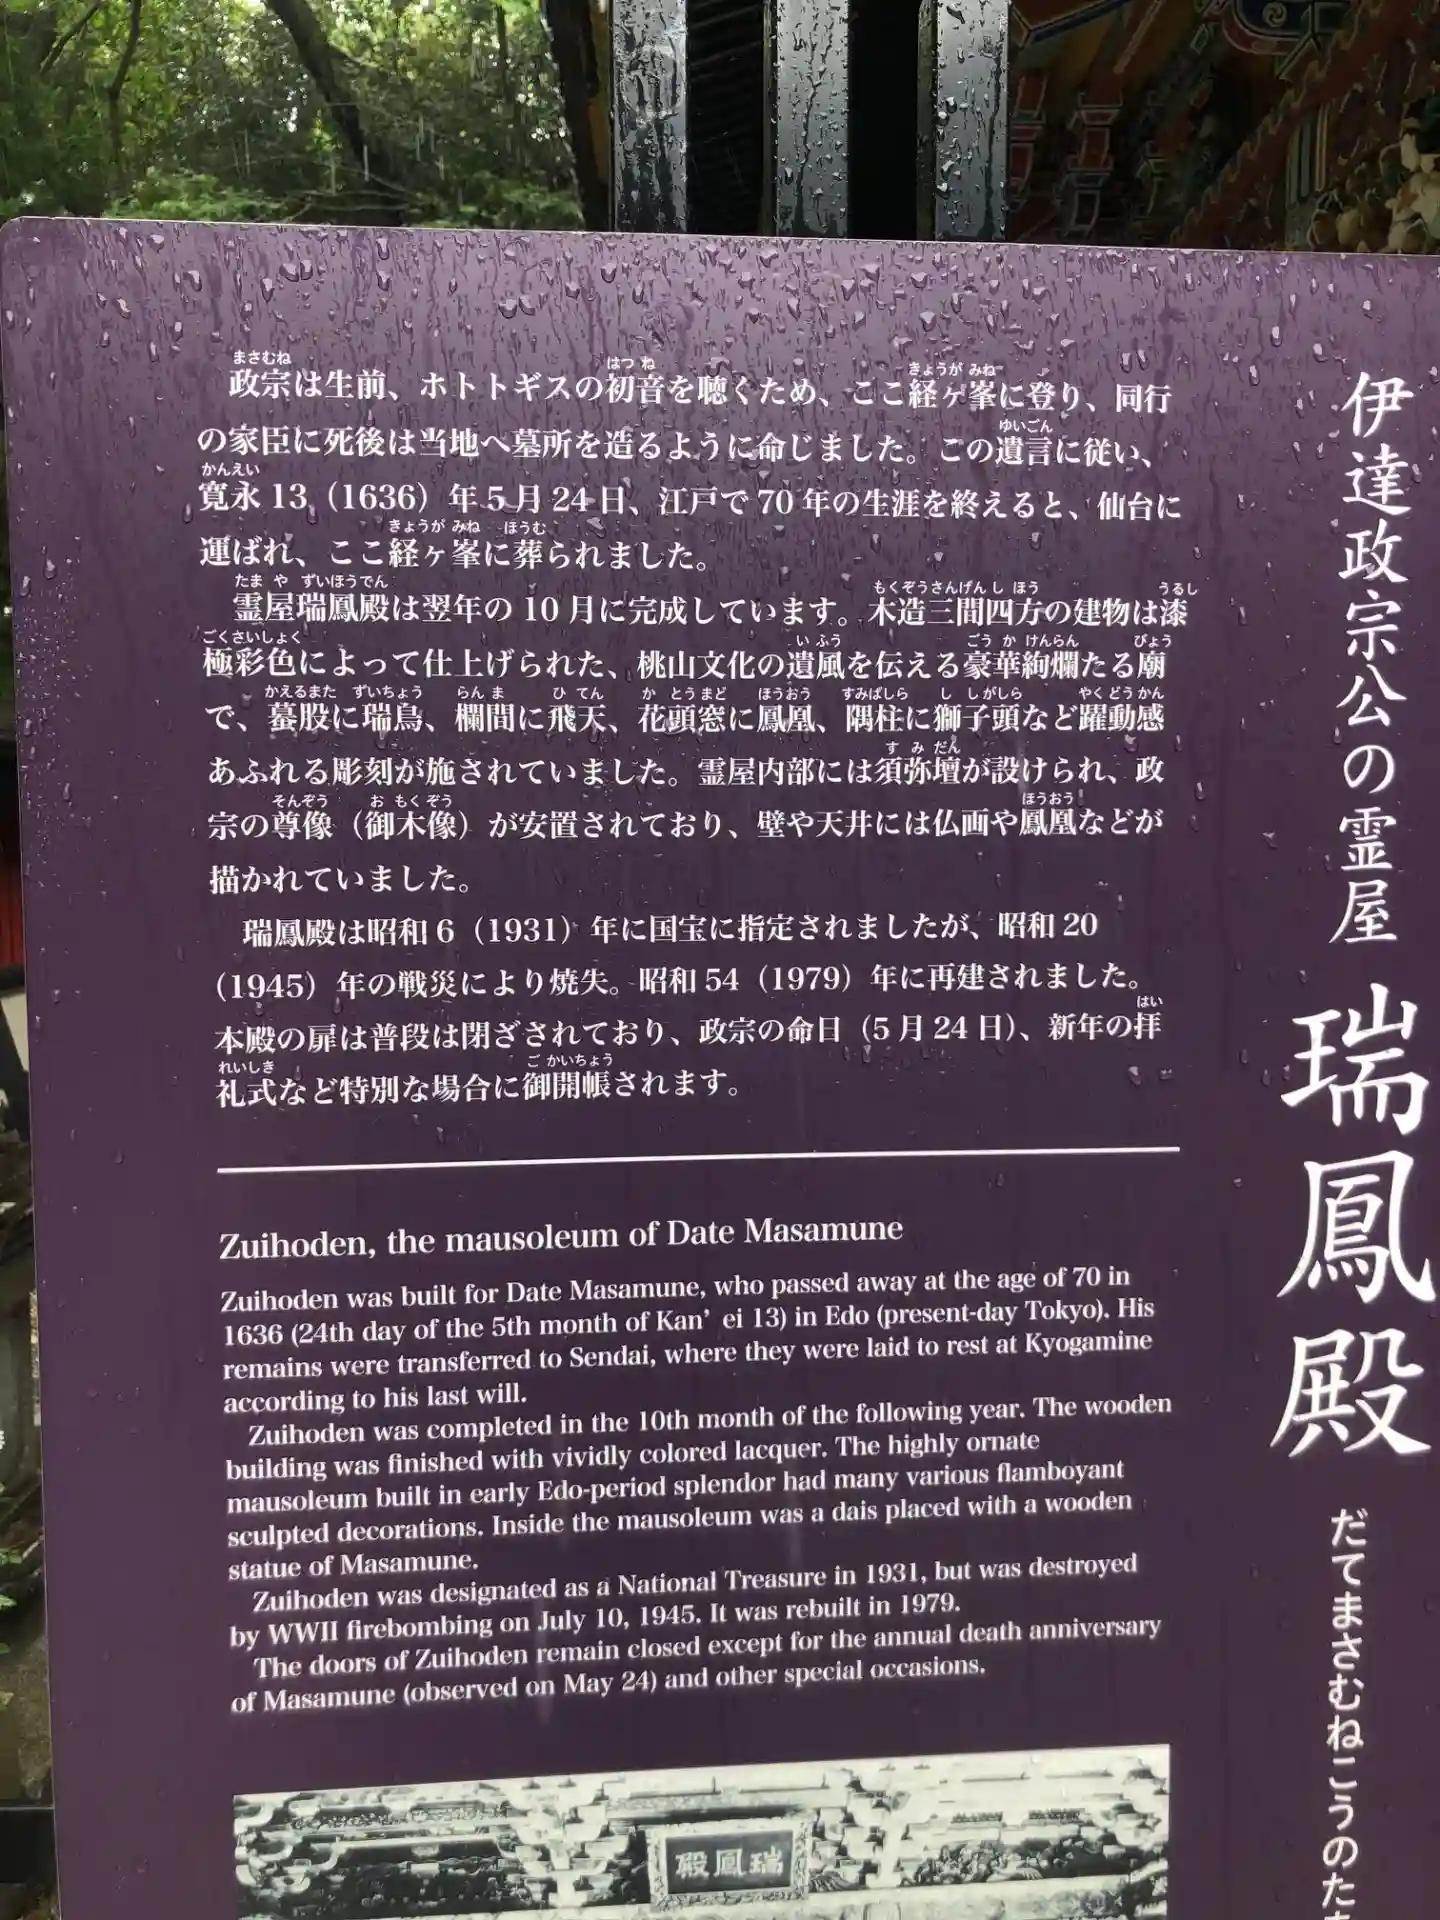 伊達政宗公の霊屋 瑞鳳殿
だてまさむねこうのた
政宗は生前、ホトトギスの初音を聴くため、ここ経ヶ峯に登り、同行
の家臣に死後は当地へ墓所を造るように命じました。この遺言に従い、
寛永 13（1636）年 5 月 24 日、江戸で 70 年の生涯を終えると、仙台に
運ばれ、ここ経ヶ峯に葬られました。
霊屋瑞鳳殿は翌年の 10 月に完成しています。木造三間四方の建物は漆
極彩色によって仕上げられた、桃山文化の遺風を伝える豪華絢爛たる廟
で、蟇股に瑞鳥、欄間に飛天、花頭窓に鳳凰、隅柱に獅子頭など躍動感
あふれる彫刻が施されていました。霊屋内部には須弥壇が設けられ、政
宗の尊像（御木像）が安置されており、壁や天井には仏画や鳳凰などが
描かれていました。
瑞鳳殿は昭和 6（1931）年に国宝に指定されましたが、昭和 20
（1945）年の戦災により焼失。昭和 54（1979）年に再建されました。
本殿の扉は普段は閉ざされており、政宗の命日（5 月 24 日）、新年の拝
礼式など特別な場合に御開帳されます。
Zuihoden, the mausoleum of Date Masamune
Zuihoden was built for Date Masamune, who passed away at the age of 70 in
1636 (24th day of the 5th month of Kan’ ei 13) in Edo (present-day Tokyo). His
remains were transferred to Sendai, where they were laid to rest at Kyogamine
according to his last will.
Zuihoden was completed in the 10th month of the following year. The wooden
building was finished with vividly colored lacquer. The highly ornate
mausoleum built in early Edo-period splendor had many various flamboyant
sculpted decorations. Inside the mausoleum was a dais placed with a wooden
statue of Masamune.
Zuihoden was designated as a National Treasure in 1931, but was destroyed
by WWII firebombing on July 10, 1945. It was rebuilt in 1979.
The doors of Zuihoden remain closed except for the annual death anniversary
of Masamune (observed on May 24) and other special occasions.
殿鳳瑞